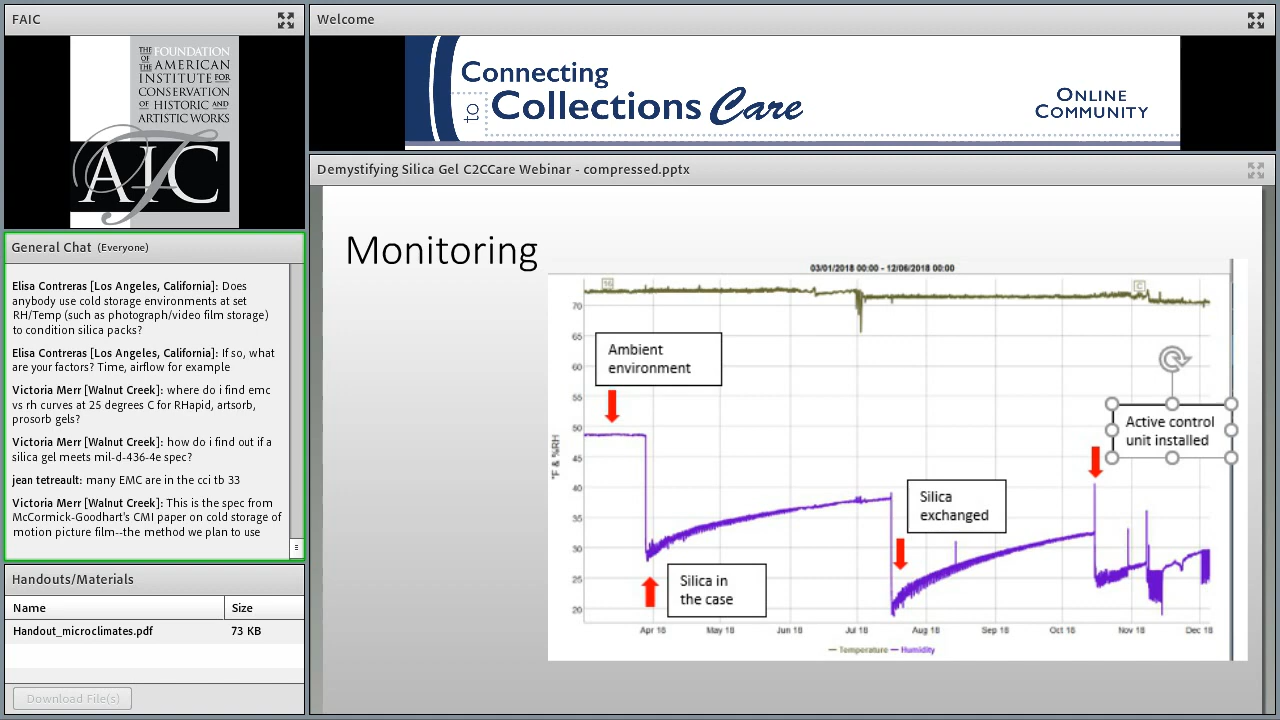 FAIC
THE FOUNDATION
OF THE AMERICAN
INSTITUTE FOR
CONSERVATION
OF HISTORIC AND
ARTISTIC WORKS
AIC
General Chat (Everyone)
Elisa Contreras [Los Angeles, California]: Does
anybody use cold storage environments at set
RH/Temp (such as photograph/video film storage)
to condition silica packs?
Elisa Contreras [Los Angeles, California]: If so, what
are your factors? Time, airflow for example
Victoria Merr [Walnut Creek]: where do i find emc
vs rh curves at 25 degrees C for RHapid, artsorb,
prosorb gels?
Victoria Merr [Walnut Creek]: how do i find out if a
silica gel meets mil-d-436-4e spec?
jean tetreault: many EMC are in the cci tb 33
Victoria Merr [Walnut Creek]: This is the spec from
McCormick-Goodhart's CMI paper on cold storage of
motion picture film--the method we plan to use
Handouts/Materials
Name Size
Handout_microclimates.pdf 73 KB
Download File(s)
Welcome
Connecting
to Collections Care
ONLINE
COMMUNITY
Demystifying Silica Gel C2CCare Webinar - compressed.pptx
Monitoring
03/01/2018 00:00 - 12/06/2018 00:00
C
70
65
60
55
50
45
40
35
30
25
20
°F & %RH
Ambient
environment
Active control
unit installed
Silica
exchanged
Silica in
the case
Apr 18 May 18 Jun 18 Jul 18 Aug 18 Sep 18 Oct 18 Nov 18 Dec 18
Temperature Humidity